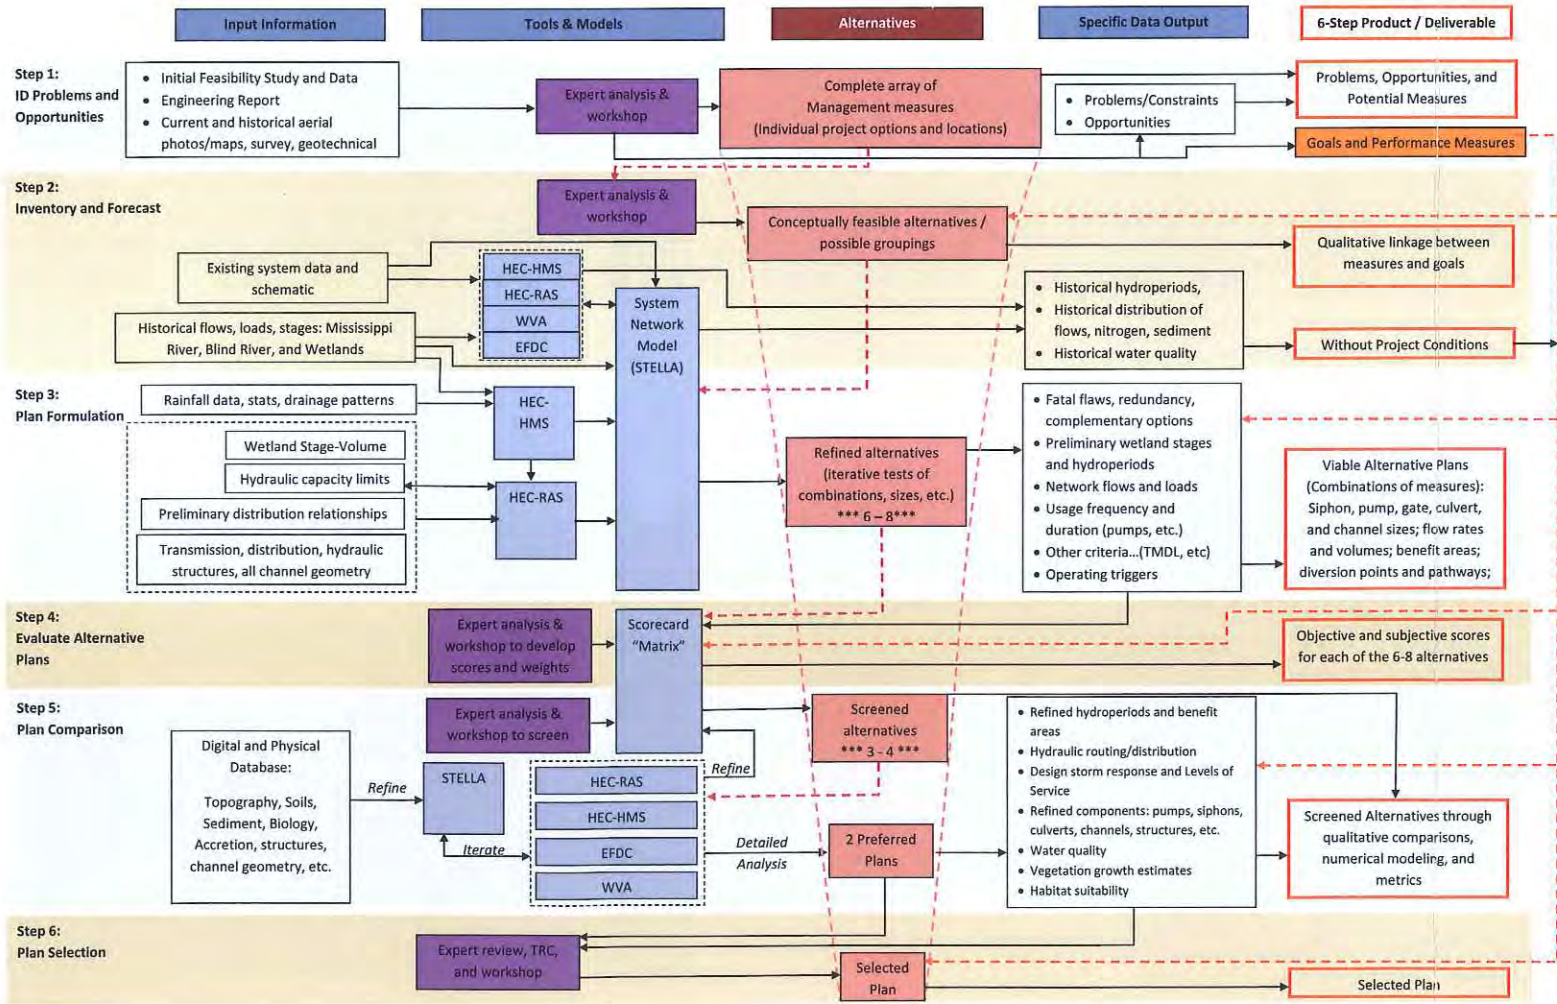 Input Information
Tools & Models
Alternatives
Specific Data Output
6-Step Product / Deliverable
Step 1:
ID Problems and
Opportunities
• Initial Feasibility Study and Data
• Engineering Report
• Current and historical aerial
photos/maps, survey, geotechnical
Expert analysis &
workshop
Complete array of
Management measures
(Individual project options and locations)
• Problems/Constraints
• Opportunities
Problems, Opportunities, and
Potential Measures
Goals and Performance Measures
Step 2:
Inventory and Forecast
Expert analysis &
workshop
Conceptually feasible alternatives /
possible groupings
Qualitative linkage between
measures and goals
Existing system data and
schematic
HEC-HMS
HEC-RAS
WVA
EFDC
System
Network
Model
(STELLA)
• Historical hydroperiods,
• Historical distribution of
flows, nitrogen, sediment
• Historical water quality
Historical flows, loads, stages: Mississippi
River, Blind River, and Wetlands
Without Project Conditions
Step 3:
Plan Formulation
Rainfall data, stats, drainage patterns
HEC-
HMS
Wetland Stage-Volume
Hydraulic capacity limits
HEC-RAS
Preliminary distribution relationships
Transmission, distribution, hydraulic
structures, all channel geometry
Refined alternatives
(iterative tests of
combinations, sizes, etc.)
*** 6 – 8***
• Fatal flaws, redundancy,
complementary options
• Preliminary wetland stages
and hydroperiods
• Network flows and loads
• Usage frequency and
duration (pumps, etc.)
• Other criteria...(TMDL, etc)
• Operating triggers
Viable Alternative Plans
(Combinations of measures):
Siphon, pump, gate, culvert,
and channel sizes; flow rates
and volumes; benefit areas;
diversion points and pathways;
Step 4:
Evaluate Alternative
Plans
Expert analysis &
workshop to develop
scores and weights
Scorecard
"Matrix"
Objective and subjective scores
for each of the 6-8 alternatives
Step 5:
Plan Comparison
Expert analysis &
workshop to screen
Screened
alternatives
*** 3 - 4 ***
Digital and Physical
Database:
Topography, Soils,
Sediment, Biology,
Accretion, structures,
channel geometry, etc.
Refine
STELLA
Iterate
HEC-RAS
HEC-HMS
EFDC
WVA
Refine
Detailed
Analysis
2 Preferred
Plans
• Refined hydroperiods and benefit
areas
• Hydraulic routing/distribution
• Design storm response and Levels of
Service
• Refined components: pumps, siphons,
culverts, channels, structures, etc.
• Water quality
• Vegetation growth estimates
• Habitat suitability
Screened Alternatives through
qualitative comparisons,
numerical modeling, and
metrics
Step 6:
Plan Selection
Expert review, TRC,
and workshop
Selected
Plan
Selected Plan